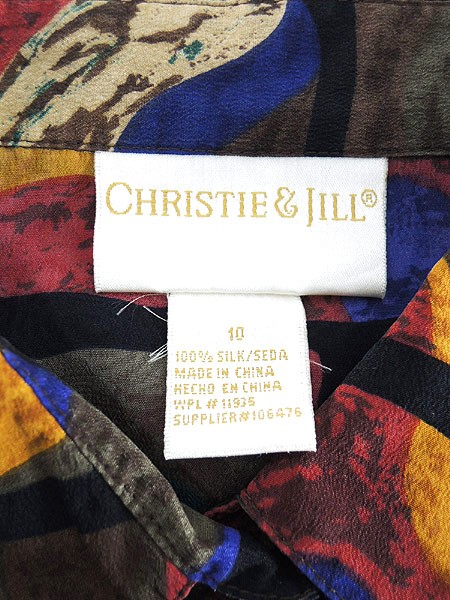 CHRISTIE & JILL®
10
100% SILK/SEDA
MADE IN CHINA
HECHO EN CHINA
WPL # 11935
SUPPLIER#106476